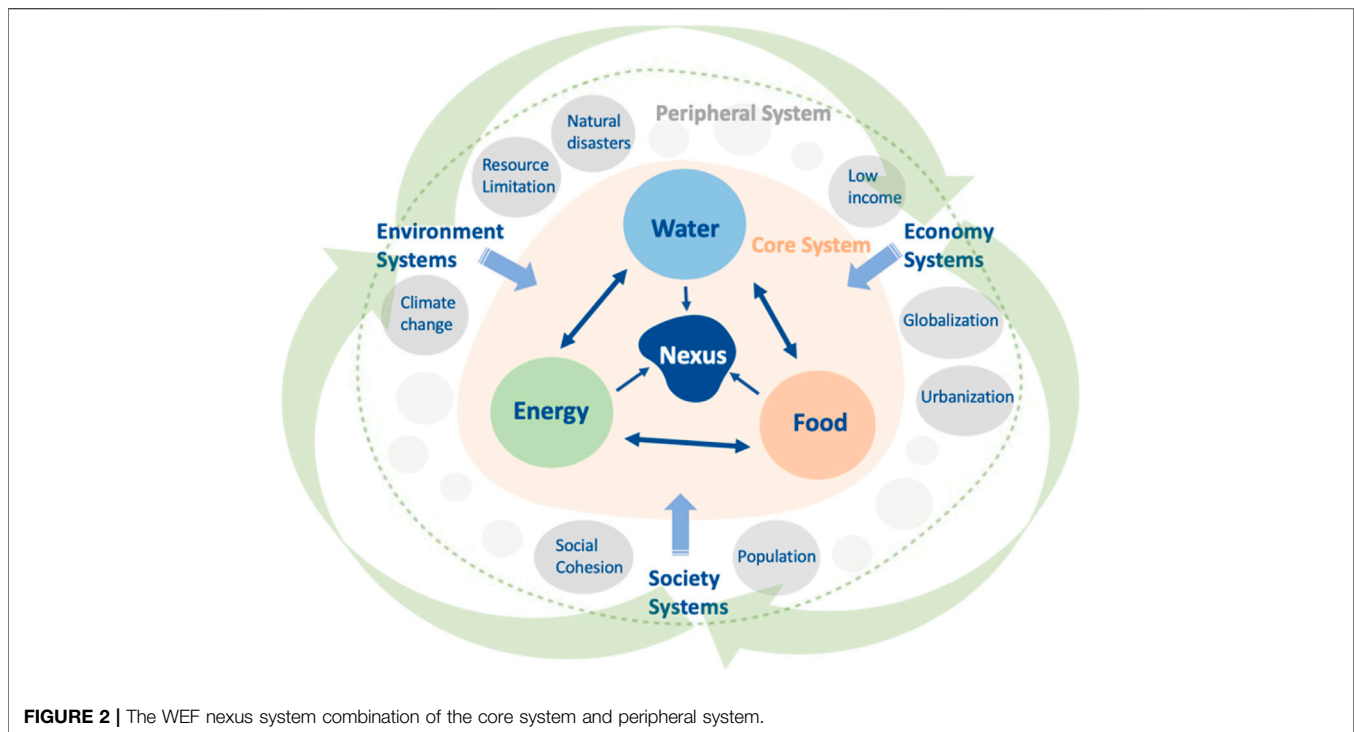 Peripheral System
Natural
disasters
Resource
Limitation
Low
income
Water
Environment
Systems
Core System
Economy
Systems
Climate
change
Globalization
Nexus
Urbanization
Energy
Food
Social
Cohesion
Population
Society
Systems
FIGURE 2 | The WEF nexus system combination of the core system and peripheral system.